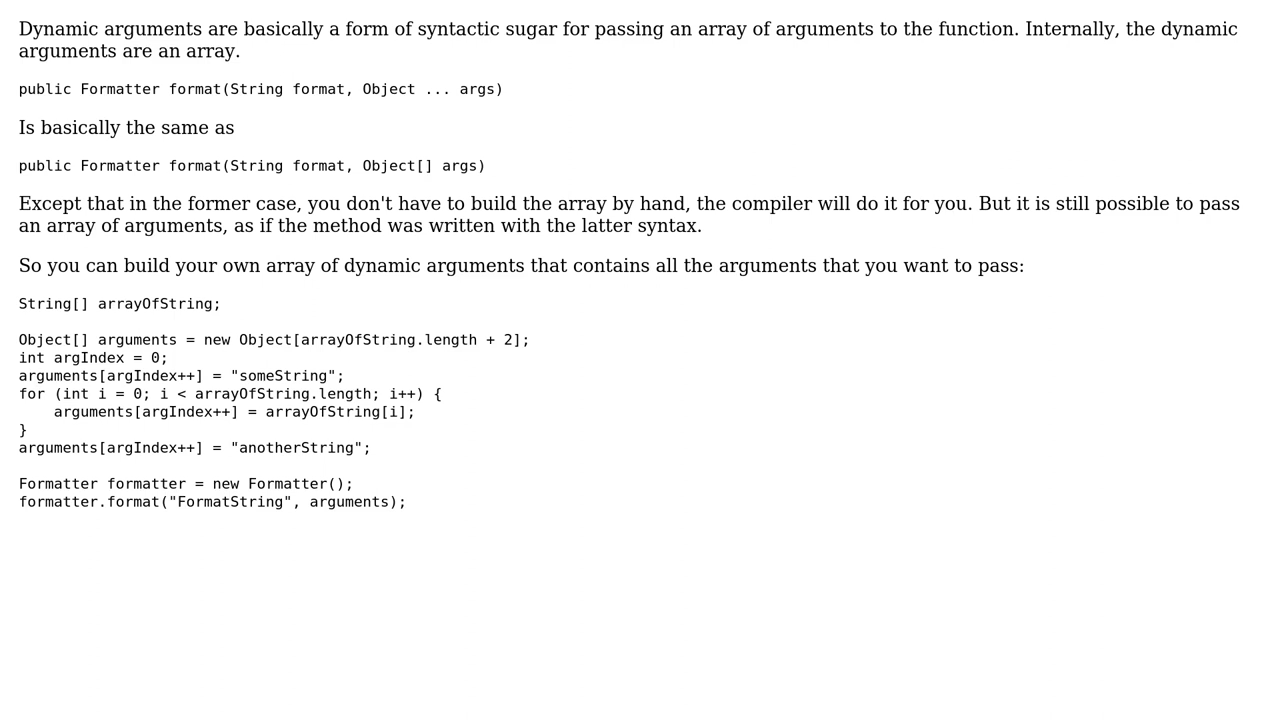 Dynamic arguments are basically a form of syntactic sugar for passing an array of arguments to the function. Internally, the dynamic
arguments are an array.
public Formatter format(String format, Object ... args)
Is basically the same as
public Formatter format(String format, Object[] args)
Except that in the former case, you don't have to build the array by hand, the compiler will do it for you. But it is still possible to pass
an array of arguments, as if the method was written with the latter syntax.
So you can build your own array of dynamic arguments that contains all the arguments that you want to pass:
String[] arrayOfString;
Object[] arguments = new Object[arrayOfString.length + 2];
int argIndex = 0;
arguments[argIndex++] = "someString";
for (int i = 0; i < arrayOfString.length; i++) {
    arguments[argIndex++] = arrayOfString[i];
}
arguments[argIndex++] = "anotherString";
Formatter formatter = new Formatter();
formatter.format("FormatString", arguments);